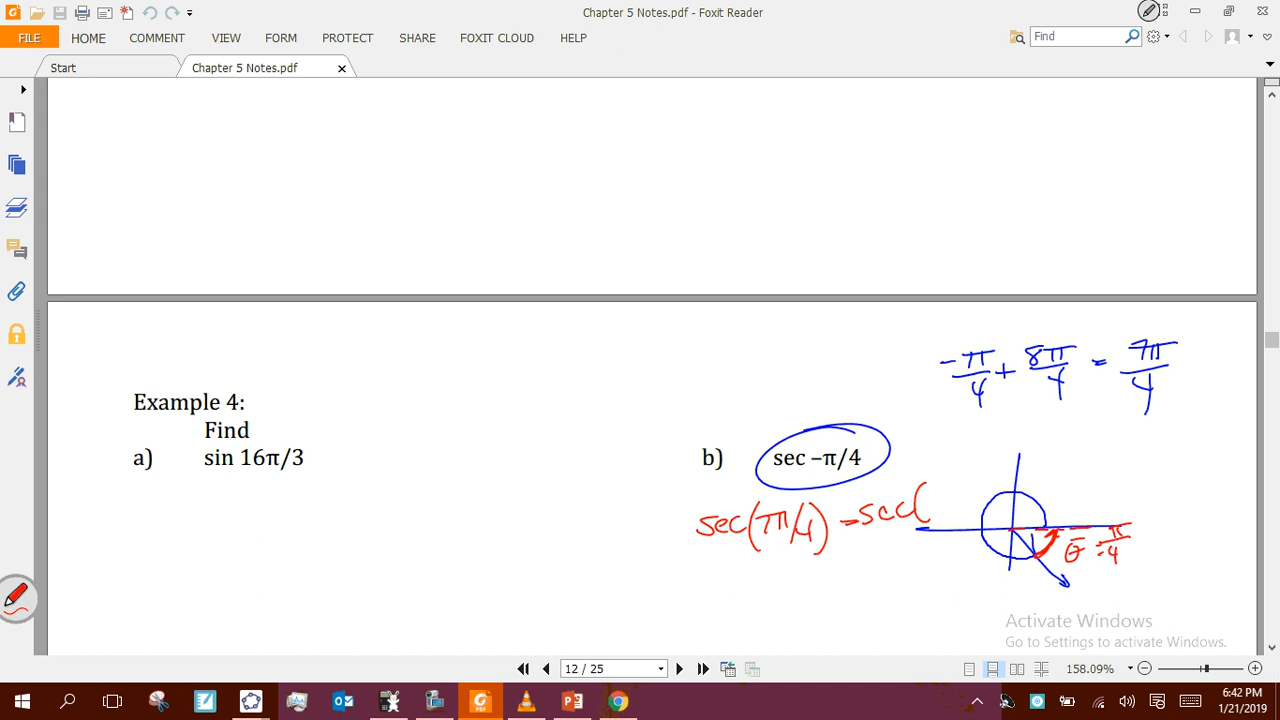 Chapter 5 Notes.pdf - Foxit Reader
FILE HOME COMMENT VIEW FORM PROTECT SHARE FOXIT CLOUD HELP
Find
Start Chapter 5 Notes.pdf
-π/4 + 8π/4 = 7π/4
Example 4:
Find
a) sin 16π/3
b) sec –π/4
sec(7π/4) = sec(
θ̄ = π/4
Activate Windows
Go to Settings to activate Windows.
12 / 25
158.09%
6:42 PM
1/21/2019